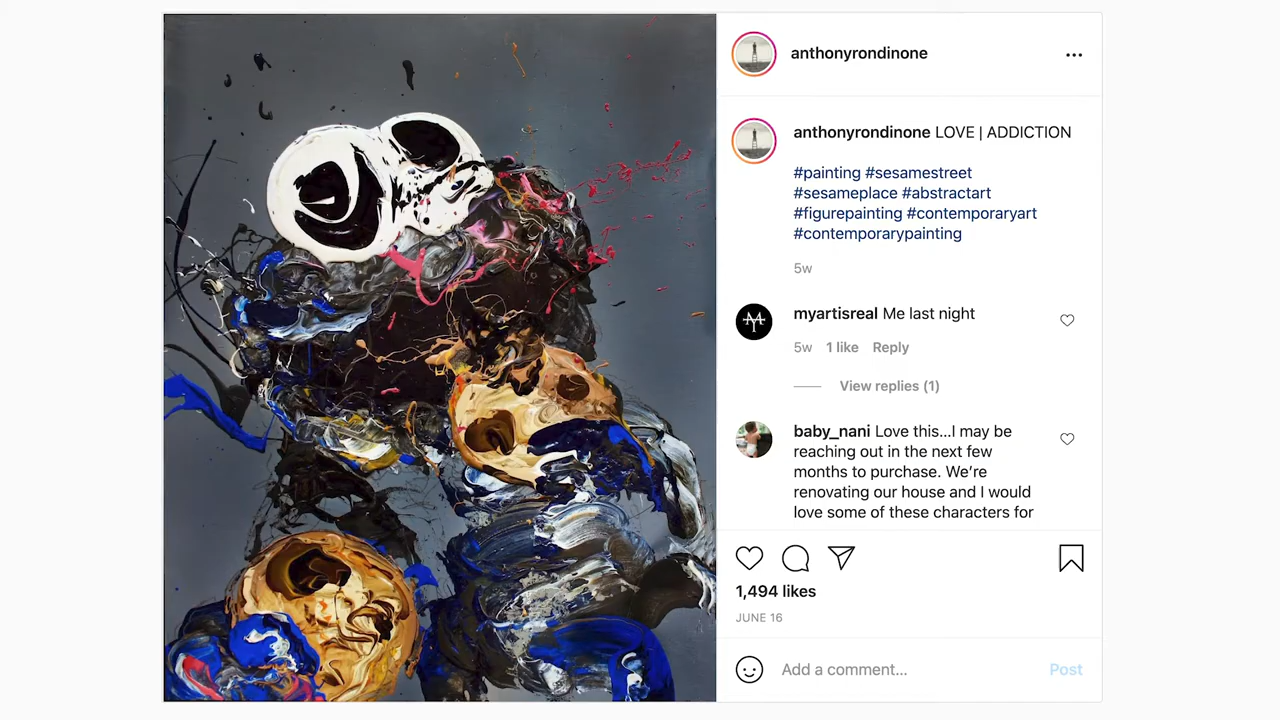 anthonyrondinone
anthonyrondinone LOVE | ADDICTION
#painting #sesamestreet
#sesameplace #abstractart
#figurepainting #contemporaryart
#contemporarypainting
5w
myartisreal Me last night
5w 1 like Reply
View replies (1)
baby_nani Love this...I may be
reaching out in the next few
months to purchase. We’re
renovating our house and I would
love some of these characters for
1,494 likes
JUNE 16
Add a comment... Post